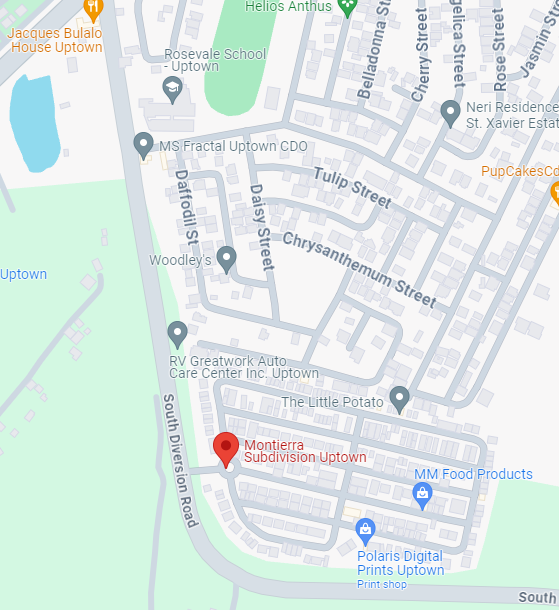 Helios Anthus
Jacques Bulalo
House Uptown
Rosevale School
- Uptown
Belladonna St
Cherry Street
Angelica Street
Rose Street
Jasmin St
Neri Residence
St. Xavier Estat
MS Fractal Uptown CDO
PupCakesCd
Tulip Street
Daffodil St
Daisy Street
Chrysanthemum Street
Woodley's
Uptown
RV Greatwork Auto
Care Center Inc. Uptown
The Little Potato
South Diversion Road
Montierra
Subdivision Uptown
MM Food Products
Polaris Digital
Prints Uptown
Print shop
South